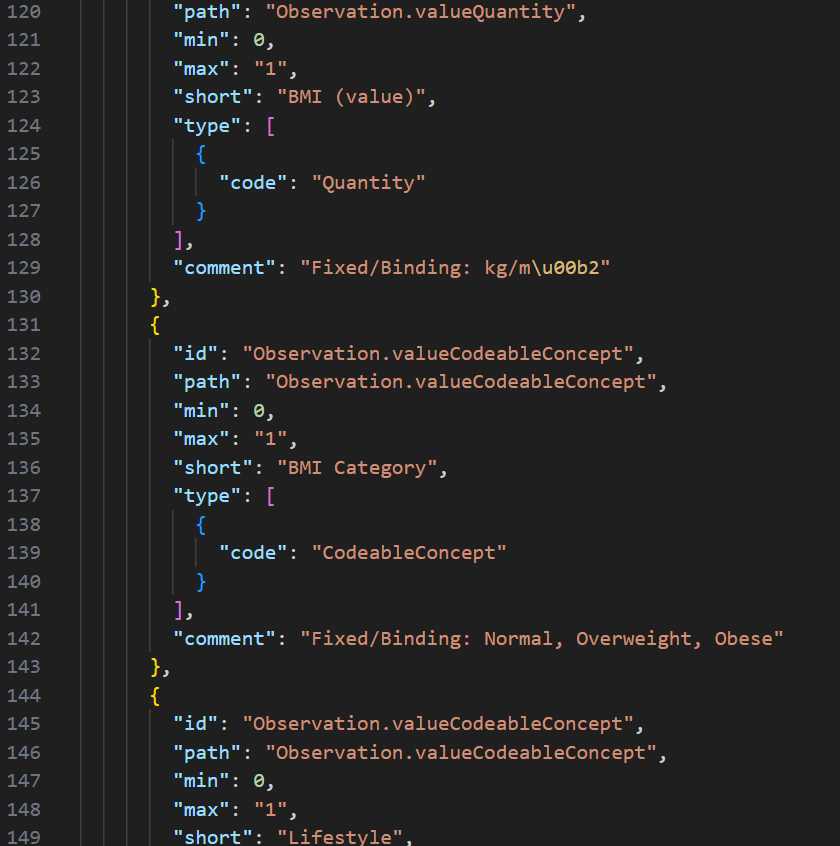 120 "path": "Observation.valueQuantity",
121 "min": 0,
122 "max": "1",
123 "short": "BMI (value)",
124 "type": [
125 {
126 "code": "Quantity"
127 }
128 ],
129 "comment": "Fixed/Binding: kg/m\u00b2"
130 },
131 {
132 "id": "Observation.valueCodeableConcept",
133 "path": "Observation.valueCodeableConcept",
134 "min": 0,
135 "max": "1",
136 "short": "BMI Category",
137 "type": [
138 {
139 "code": "CodeableConcept"
140 }
141 ],
142 "comment": "Fixed/Binding: Normal, Overweight, Obese"
143 },
144 {
145 "id": "Observation.valueCodeableConcept",
146 "path": "Observation.valueCodeableConcept",
147 "min": 0,
148 "max": "1",
149 "short": "Lifestyle",